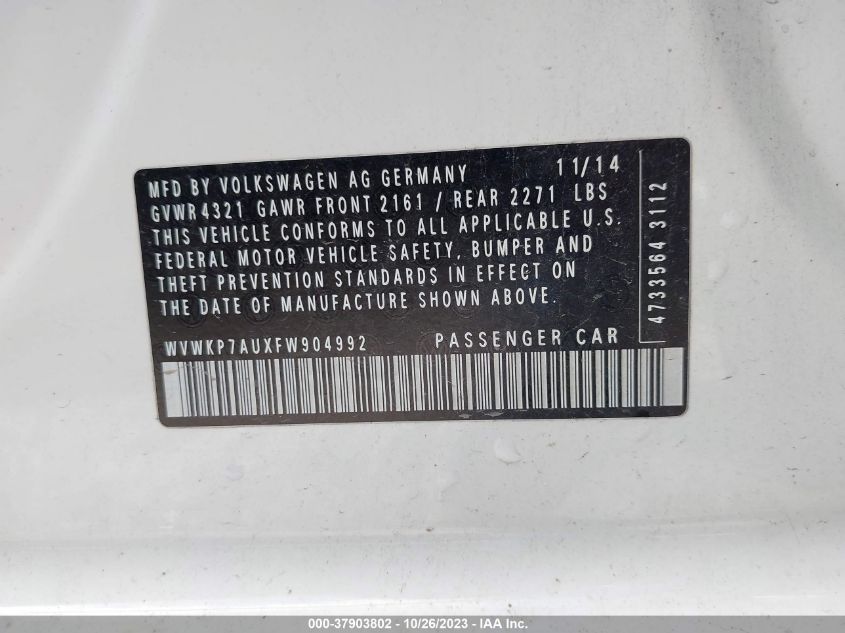 MFD BY VOLKSWAGEN AG GERMANY 11/14
GVWR 4321 GAWR FRONT 2161 / REAR 2271 LBS
THIS VEHICLE CONFORMS TO ALL APPLICABLE U.S.
FEDERAL MOTOR VEHICLE SAFETY, BUMPER AND
THEFT PREVENTION STANDARDS IN EFFECT ON
THE DATE OF MANUFACTURE SHOWN ABOVE.
WVWKP7AUXFW904992 PASSENGER CAR
4733564 3112
000-37903802 - 10/26/2023 - IAA Inc.